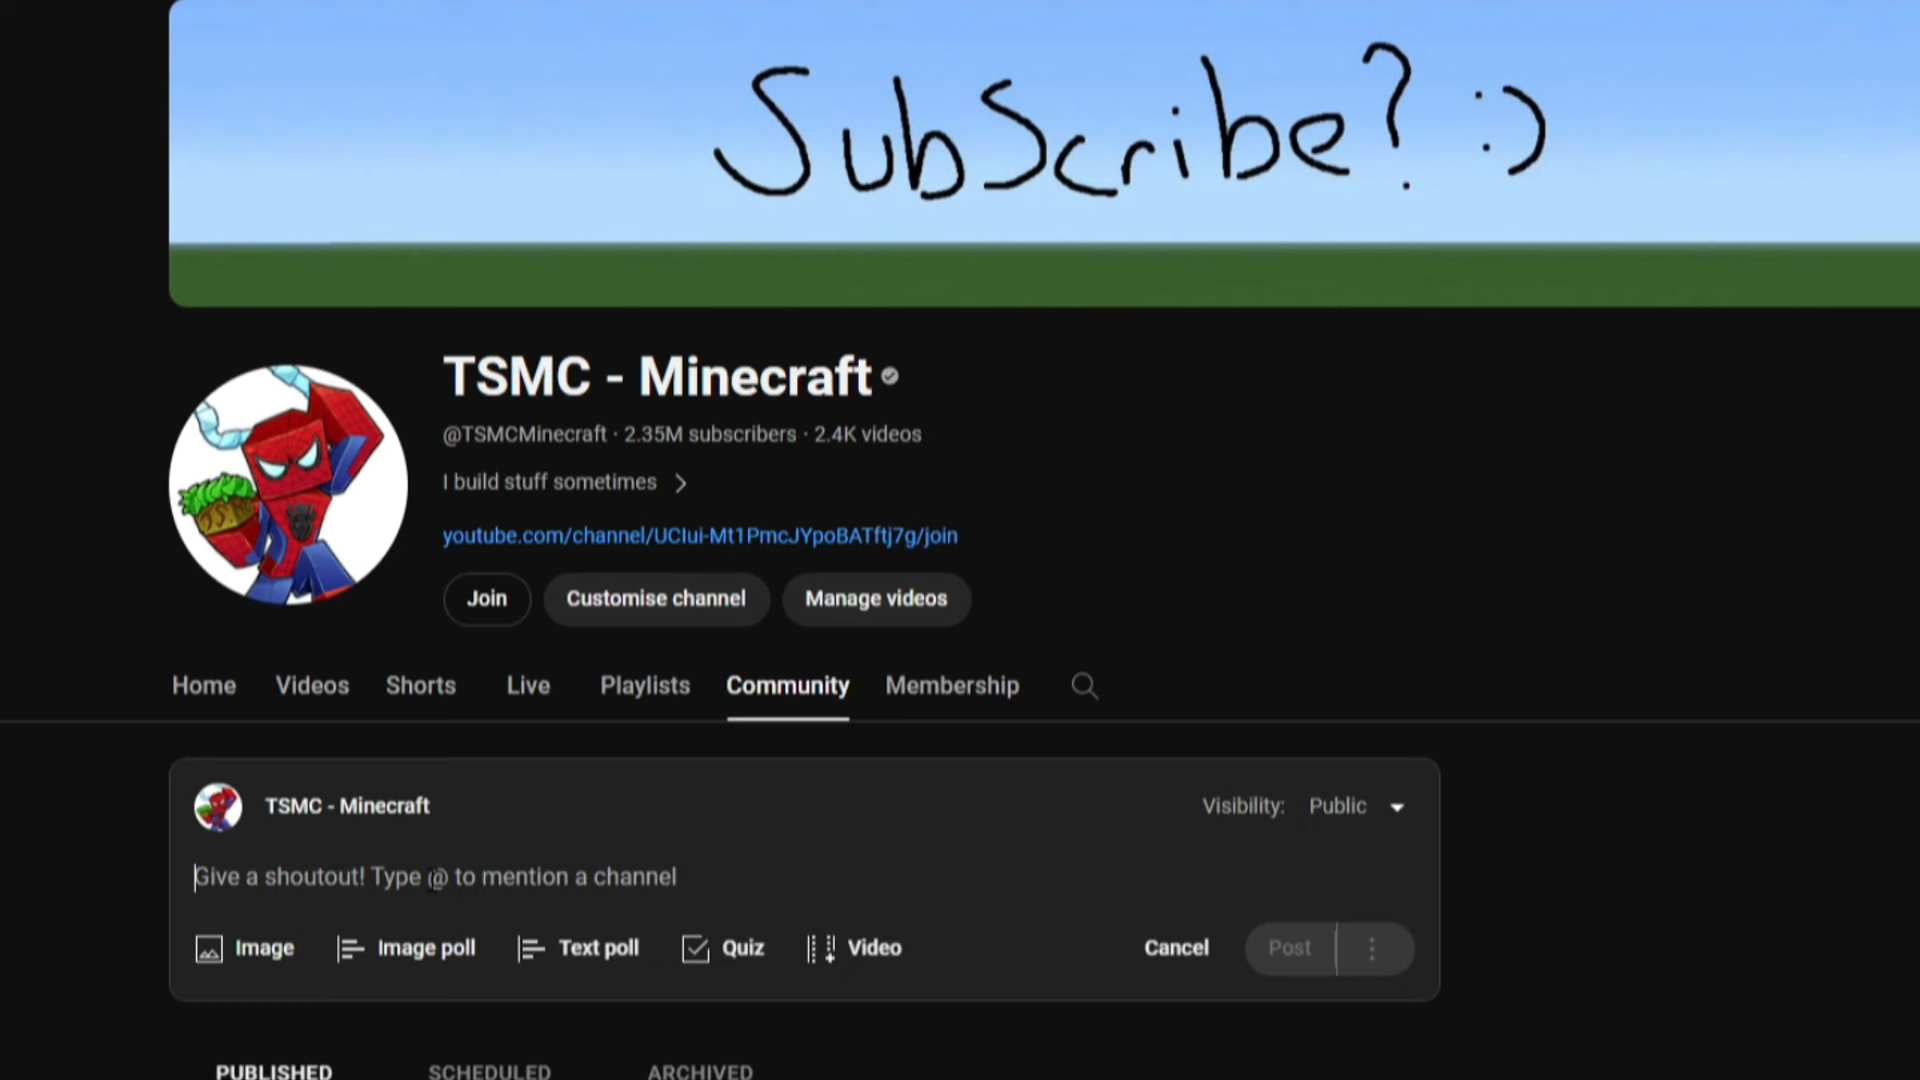 SubScribe? :)
TSMC - Minecraft
@TSMCMinecraft · 2.35M subscribers · 2.4K videos
I build stuff sometimes
youtube.com/channel/UCIui-Mt1PmcJYpoBATftj7g/join
Join Customise channel Manage videos
Home Videos Shorts Live Playlists Community Membership
TSMC - Minecraft Visibility: Public
Give a shoutout! Type @ to mention a channel
Image Image poll Text poll Quiz Video Cancel Post
PUBLISHED SCHEDULED ARCHIVED